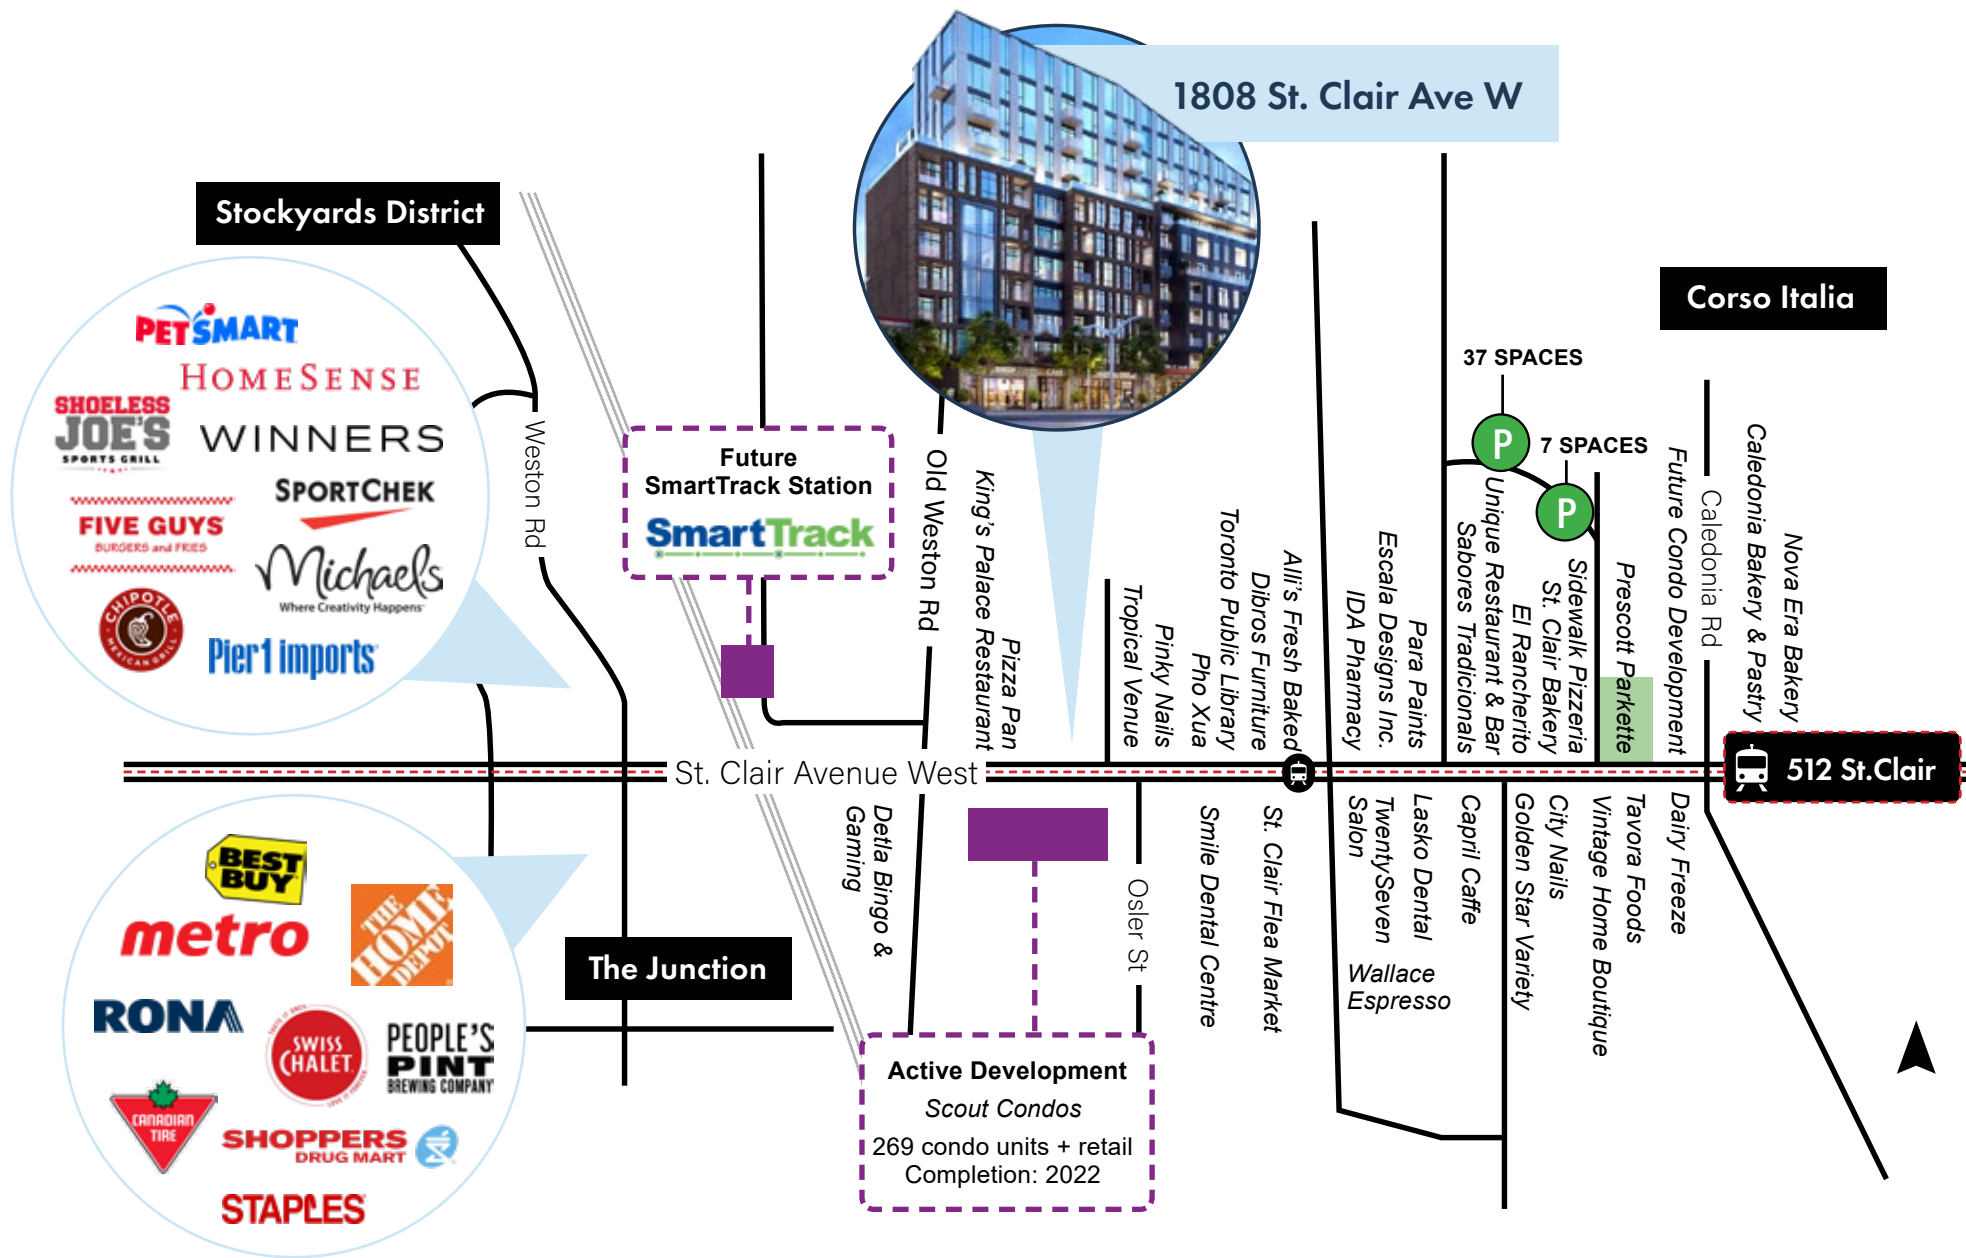 1808 St. Clair Ave W
Stockyards District
Corso Italia
PETSMART
HOMESENSE
SHOELESS
JOE'S
SPORTS GRILL
WINNERS
SPORTCHEK
FIVE GUYS
BURGERS and FRIES
Michaels
Where Creativity Happens
CHIPOTLE
MEXICAN GRILL
Pier 1 imports
Weston Rd
Future
SmartTrack Station
SmartTrack
Old Weston Rd
37 SPACES
P
7 SPACES
P
King's Palace Restaurant
Pizza Pan
Tropical Venue
Pinky Nails
Pho Xua
Toronto Public Library
Dibros Furniture
Alli's Fresh Baked
IDA Pharmacy
Escala Designs Inc.
Para Paints
Sabores Tradicionals
Unique Restaurant & Bar
El Rancherito
St. Clair Bakery
Sidewalk Pizzeria
Prescott Parkette
Future Condo Development
Caledonia Rd
Caledonia Bakery & Pastry
Nova Era Bakery
St. Clair Avenue West
512 St.Clair
Detla Bingo &
Gaming
Osler St
Smile Dental Centre
St. Clair Flea Market
TwentySeven
Salon
Wallace
Espresso
Lasko Dental
Capril Caffe
Golden Star Variety
City Nails
Vintage Home Boutique
Tavora Foods
Dairy Freeze
BEST
BUY
metro
THE
HOME
DEPOT
The Junction
RONA
SWISS
CHALET
PEOPLE'S
PINT
BREWING COMPANY
CANADIAN
TIRE
SHOPPERS
DRUG MART
STAPLES
Active Development
Scout Condos
269 condo units + retail
Completion: 2022